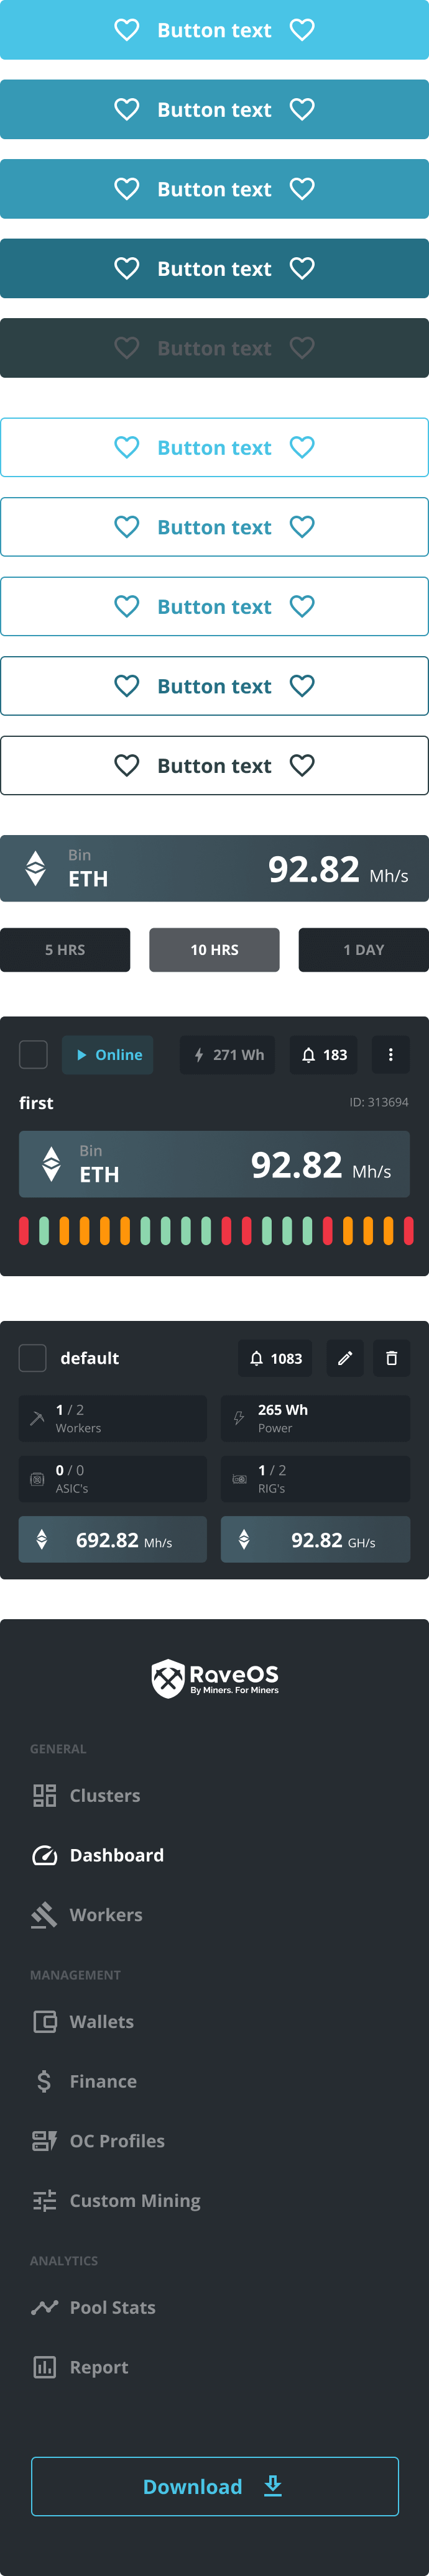 Button text
Button text
Button text
Button text
Button text
Button text
Button text
Button text
Button text
Button text
Bin
ETH
92.82 Mh/s
5 HRS
10 HRS
1 DAY
Online
271 Wh
183
first
ID: 313694
Bin
ETH
92.82 Mh/s
default
1083
1 / 2
Workers
265 Wh
Power
0 / 0
ASIC's
1 / 2
RIG's
692.82 Mh/s
92.82 GH/s
RaveOS
By Miners. For Miners
GENERAL
Clusters
Dashboard
Workers
MANAGEMENT
Wallets
Finance
OC Profiles
Custom Mining
ANALYTICS
Pool Stats
Report
Download